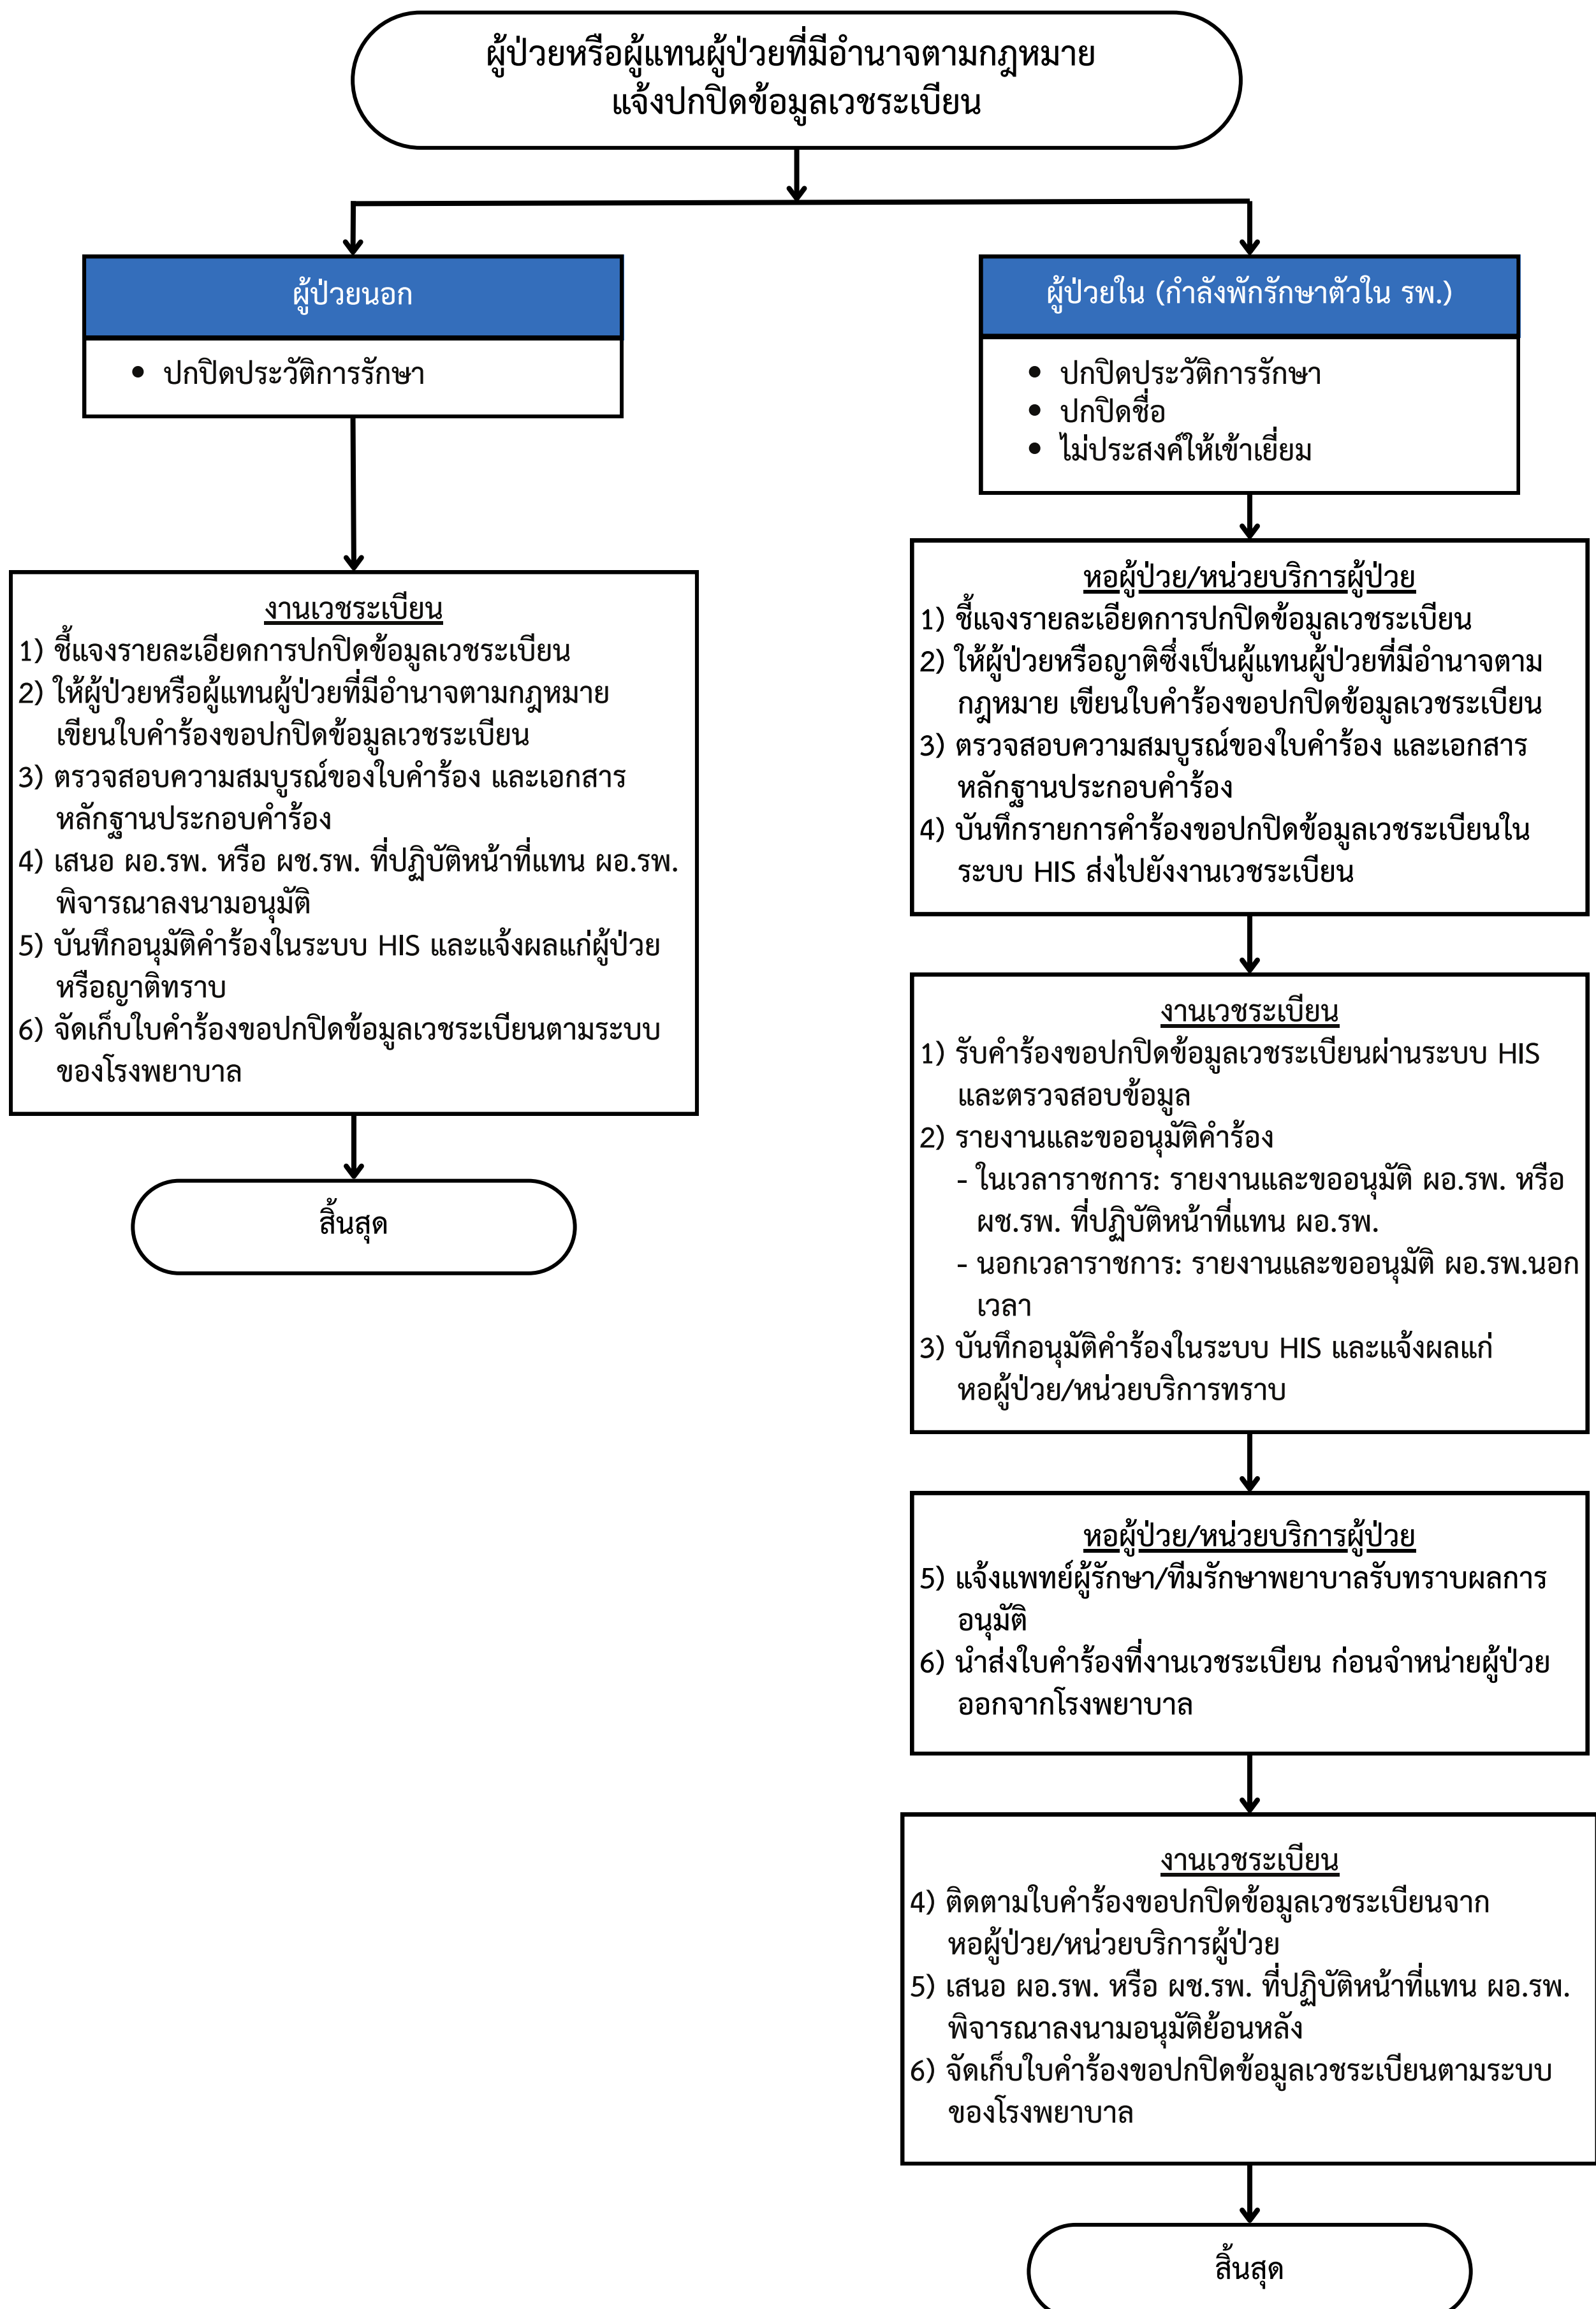 ผู้ป่วยหรือผู้แทนผู้ป่วยที่มีอำนาจตามกฎหมาย
แจ้งปกปิดข้อมูลเวชระเบียน
ผู้ป่วยนอก
• ปกปิดประวัติการรักษา
งานเวชระเบียน
1) ชี้แจงรายละเอียดการปกปิดข้อมูลเวชระเบียน
2) ให้ผู้ป่วยหรือผู้แทนผู้ป่วยที่มีอำนาจตามกฎหมาย
เขียนใบคำร้องขอปกปิดข้อมูลเวชระเบียน
3) ตรวจสอบความสมบูรณ์ของใบคำร้อง และเอกสาร
หลักฐานประกอบคำร้อง
4) เสนอ ผอ.รพ. หรือ ผช.รพ. ที่ปฏิบัติหน้าที่แทน ผอ.รพ.
พิจารณาลงนามอนุมัติ
5) บันทึกอนุมัติคำร้องในระบบ HIS และแจ้งผลแก่ผู้ป่วย
หรือญาติทราบ
6) จัดเก็บใบคำร้องขอปกปิดข้อมูลเวชระเบียนตามระบบ
ของโรงพยาบาล
สิ้นสุด
ผู้ป่วยใน (กำลังพักรักษาตัวใน รพ.)
• ปกปิดประวัติการรักษา
• ปกปิดชื่อ
• ไม่ประสงค์ให้เข้าเยี่ยม
หอผู้ป่วย/หน่วยบริการผู้ป่วย
1) ชี้แจงรายละเอียดการปกปิดข้อมูลเวชระเบียน
2) ให้ผู้ป่วยหรือญาติซึ่งเป็นผู้แทนผู้ป่วยที่มีอำนาจตาม
กฎหมาย เขียนใบคำร้องขอปกปิดข้อมูลเวชระเบียน
3) ตรวจสอบความสมบูรณ์ของใบคำร้อง และเอกสาร
หลักฐานประกอบคำร้อง
4) บันทึกรายการคำร้องขอปกปิดข้อมูลเวชระเบียนใน
ระบบ HIS ส่งไปยังงานเวชระเบียน
งานเวชระเบียน
1) รับคำร้องขอปกปิดข้อมูลเวชระเบียนผ่านระบบ HIS
และตรวจสอบข้อมูล
2) รายงานและขออนุมัติคำร้อง
- ในเวลาราชการ: รายงานและขออนุมัติ ผอ.รพ. หรือ
ผช.รพ. ที่ปฏิบัติหน้าที่แทน ผอ.รพ.
- นอกเวลาราชการ: รายงานและขออนุมัติ ผอ.รพ.นอก
เวลา
3) บันทึกอนุมัติคำร้องในระบบ HIS และแจ้งผลแก่
หอผู้ป่วย/หน่วยบริการทราบ
หอผู้ป่วย/หน่วยบริการผู้ป่วย
5) แจ้งแพทย์ผู้รักษา/ทีมรักษาพยาบาลรับทราบผลการ
อนุมัติ
6) นำส่งใบคำร้องที่งานเวชระเบียน ก่อนจำหน่ายผู้ป่วย
ออกจากโรงพยาบาล
งานเวชระเบียน
4) ติดตามใบคำร้องขอปกปิดข้อมูลเวชระเบียนจาก
หอผู้ป่วย/หน่วยบริการผู้ป่วย
5) เสนอ ผอ.รพ. หรือ ผช.รพ. ที่ปฏิบัติหน้าที่แทน ผอ.รพ.
พิจารณาลงนามอนุมัติย้อนหลัง
6) จัดเก็บใบคำร้องขอปกปิดข้อมูลเวชระเบียนตามระบบ
ของโรงพยาบาล
สิ้นสุด